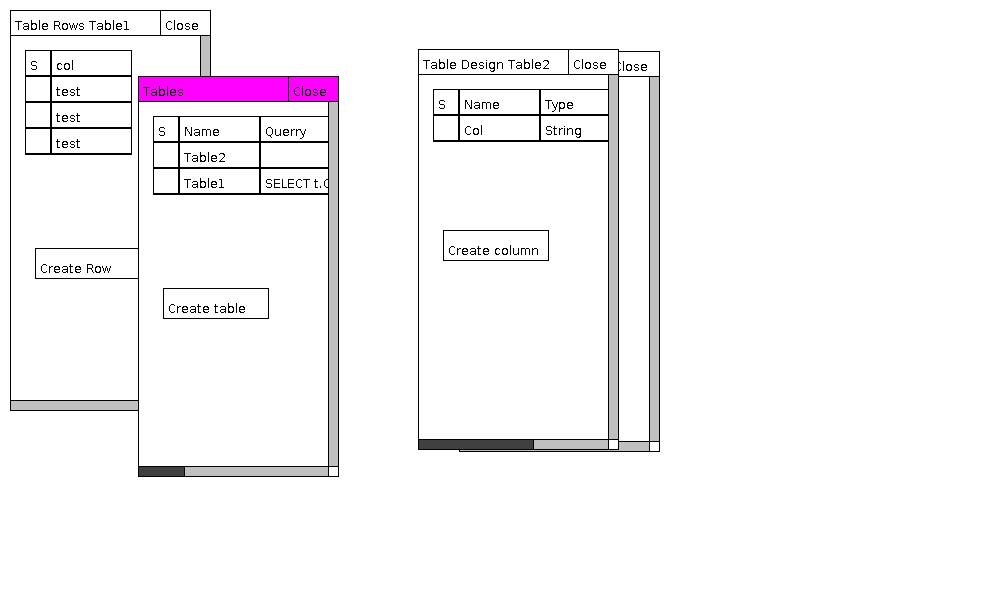 Table Rows Table1 Close
S col
test
test
test
Create Row
Tables Close
S Name Querry
Table2
Table1 SELECT t.
Create table
Table Design Table2 Close
S Name Type
Col String
Create column
Close